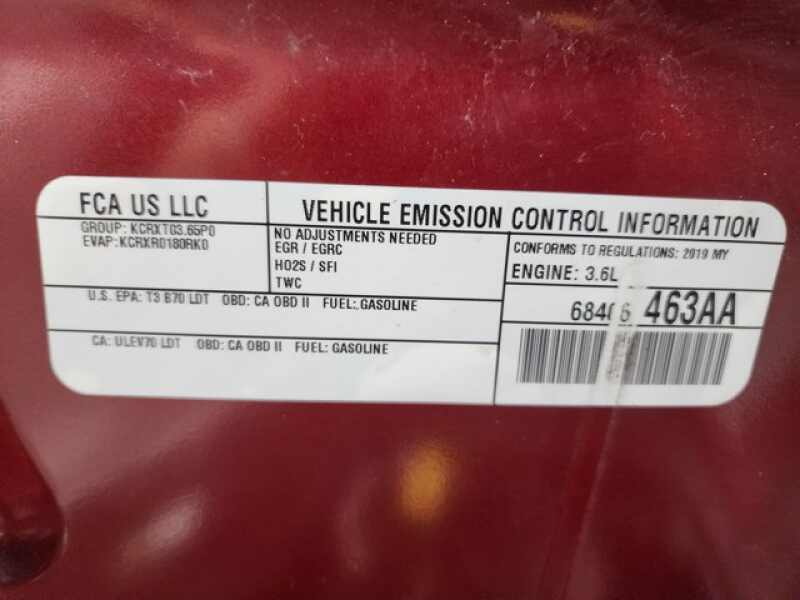 FCA US LLC
VEHICLE EMISSION CONTROL INFORMATION
GROUP: KCRXT03.65P0
EVAP: KCRXR0180RK0
NO ADJUSTMENTS NEEDED
EGR / EGRC
HO2S / SFI
TWC
CONFORMS TO REGULATIONS: 2019 MY
ENGINE: 3.6L
U.S. EPA: T3 B70 LDT OBD: CA OBD II FUEL: GASOLINE
68406 463AA
CA: ULEV70 LDT OBD: CA OBD II FUEL: GASOLINE